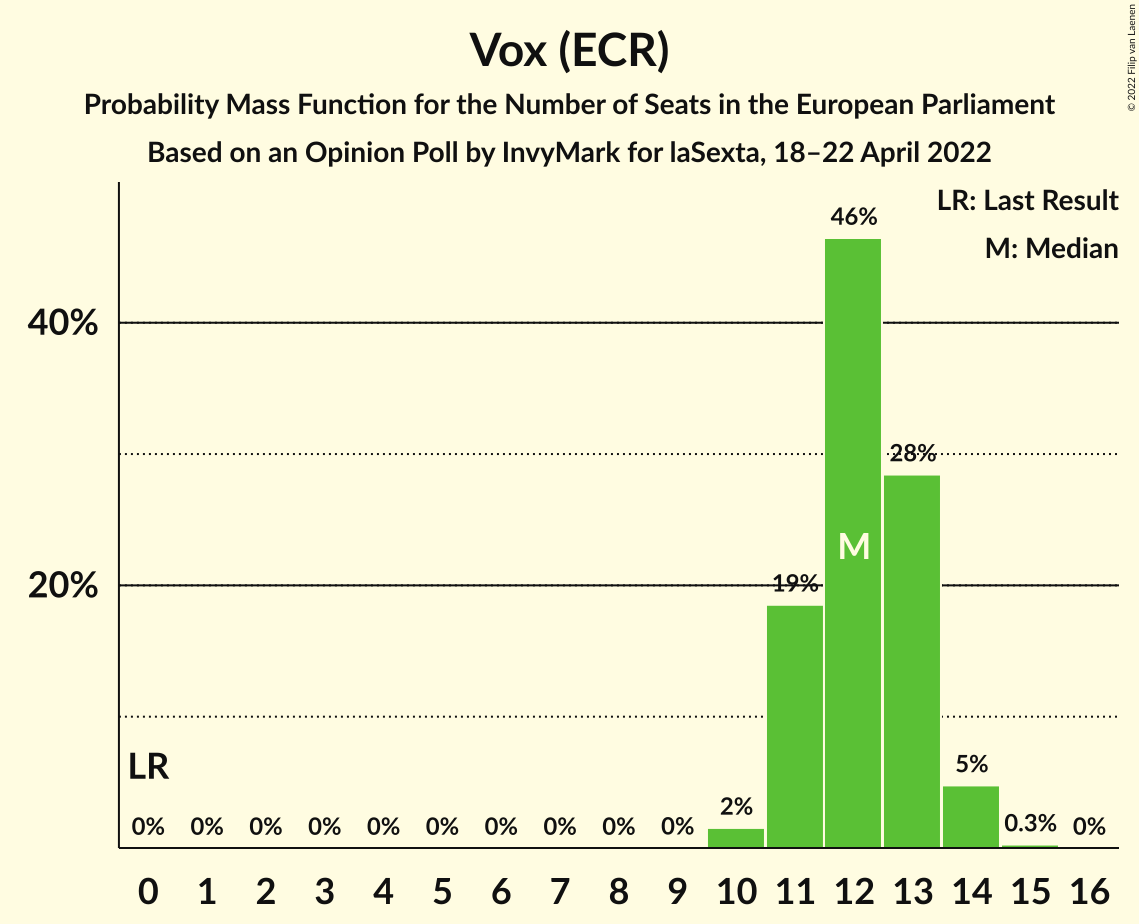 Vox (ECR)
Probability Mass Function for the Number of Seats in the European Parliament
Based on an Opinion Poll by InvyMark for laSexta, 18–22 April 2022
© 2022 Filip van Laenen
LR: Last Result
M: Median
40%
20%
46%
28%
19%
M
LR
0% 0% 0% 0% 0% 0% 0% 0% 0% 0% 2% 5% 0.3% 0%
0 1 2 3 4 5 6 7 8 9 10 11 12 13 14 15 16